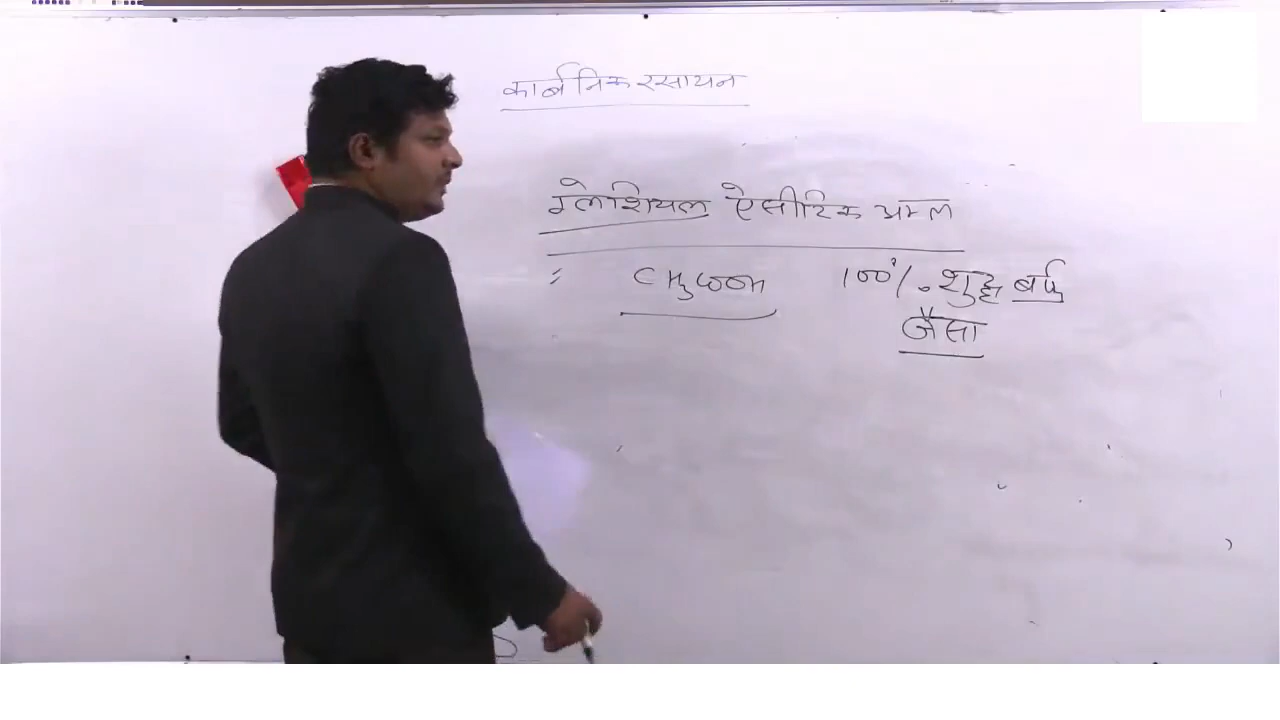 कार्बनिक रसायन
ग्लेशियल ऐसीटिक अम्ल
= CH3COOH 100% शुद्ध बर्फ
जैसा